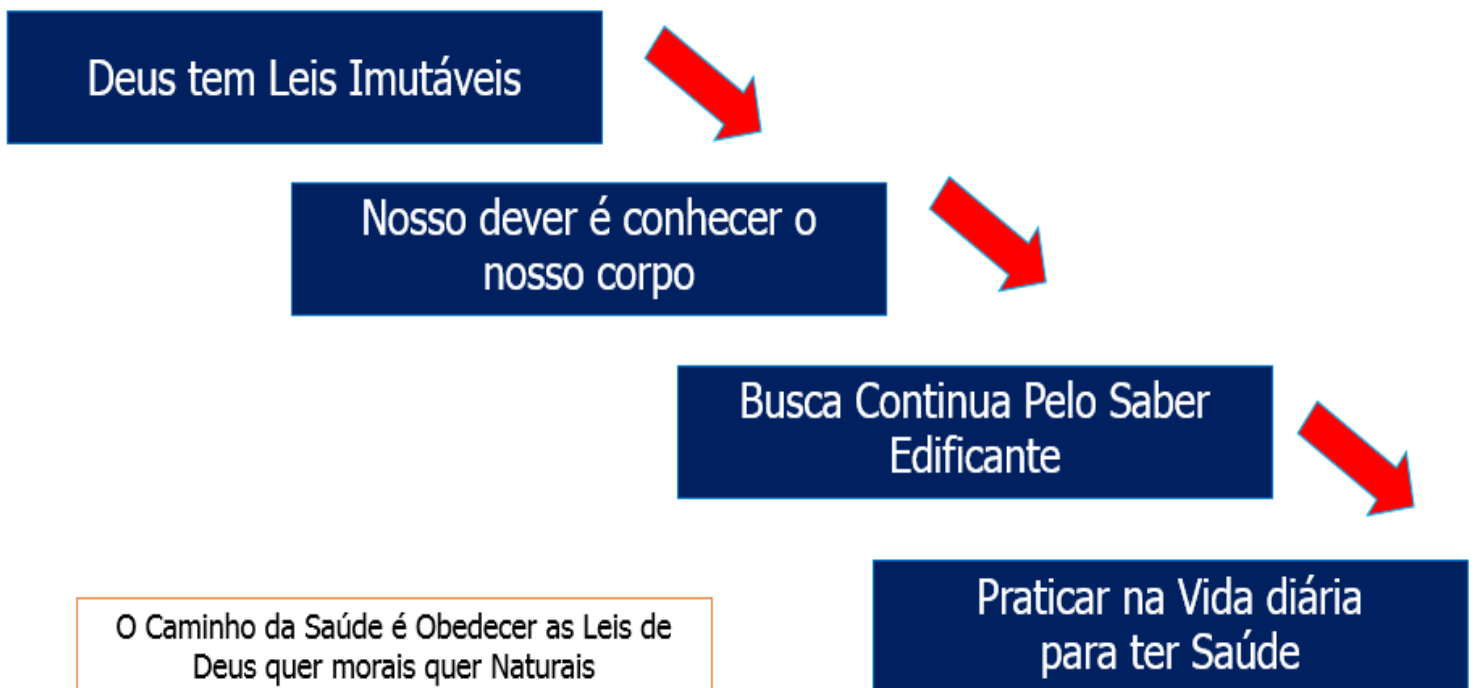 Deus tem Leis Imutáveis
Nosso dever é conhecer o
nosso corpo
Busca Continua Pelo Saber
Edificante
Praticar na Vida diária
para ter Saúde
O Caminho da Saúde é Obedecer as Leis de
Deus quer morais quer Naturais